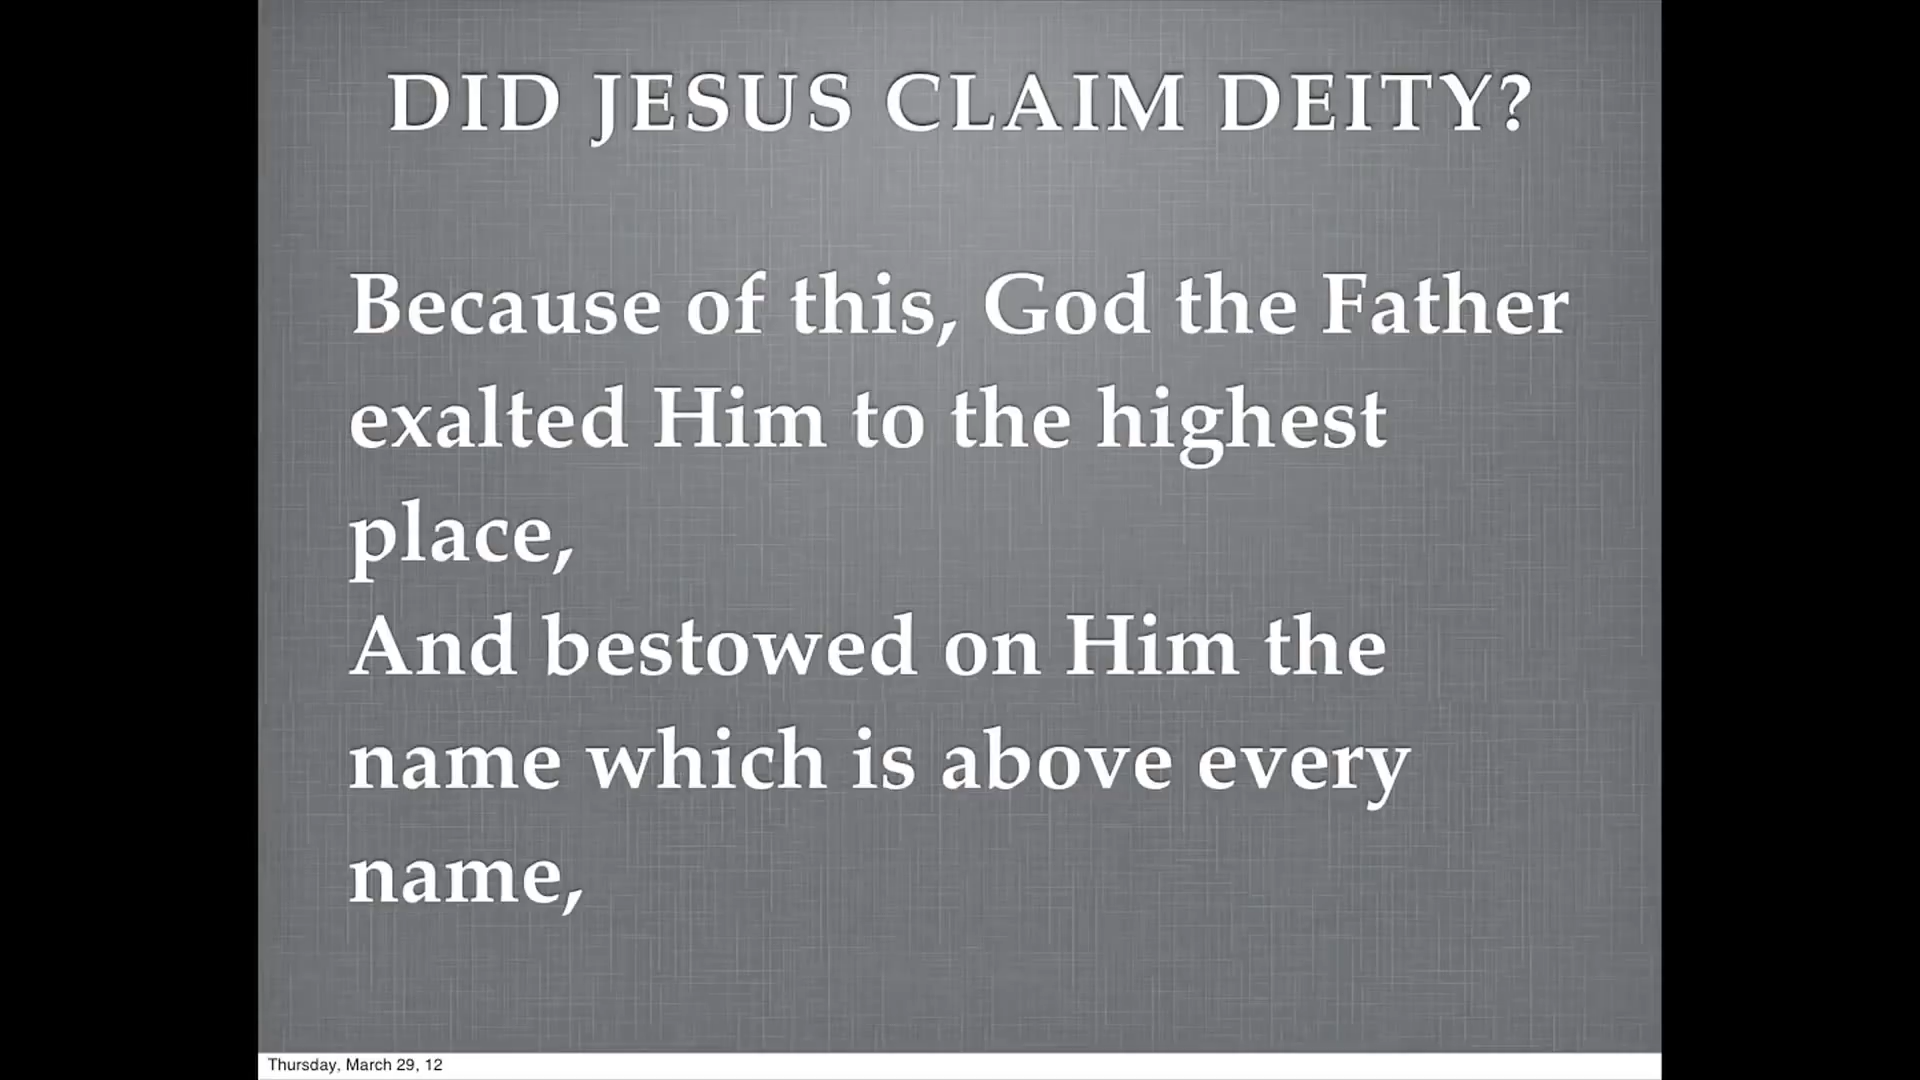 DID JESUS CLAIM DEITY?
Because of this, God the Father
exalted Him to the highest
place,
And bestowed on Him the
name which is above every
name,
Thursday, March 29, 12